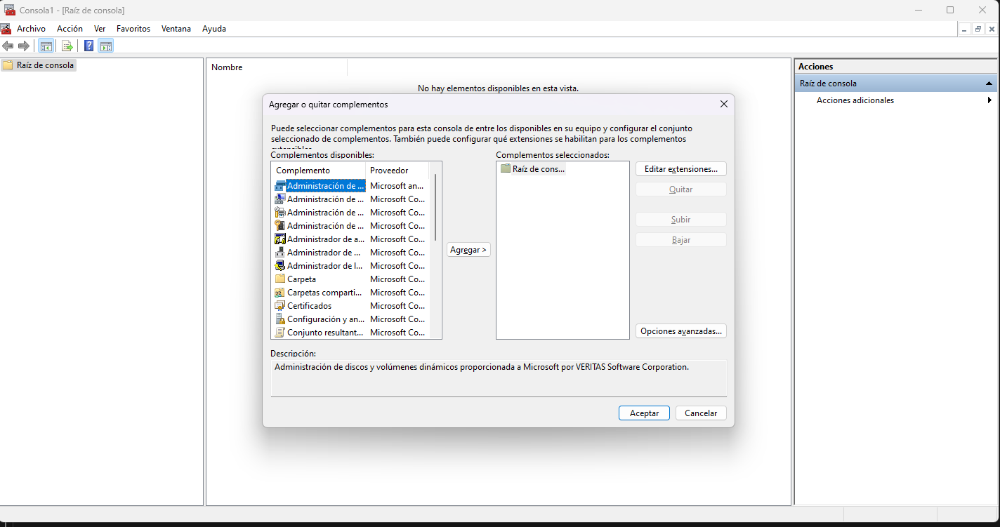 Consola1 - [Raíz de consola]
Archivo Acción Ver Favoritos Ventana Ayuda
Raíz de consola
Nombre
No hay elementos disponibles en esta vista.
Acciones
Raíz de consola
Acciones adicionales
Agregar o quitar complementos
Puede seleccionar complementos para esta consola de entre los disponibles en su equipo y configurar el conjunto
seleccionado de complementos. También puede configurar qué extensiones se habilitan para los complementos
Complementos disponibles:
Complemento Proveedor
Administración de ... Microsoft an...
Administración de ... Microsoft Co...
Administración de ... Microsoft Co...
Administración de ... Microsoft Co...
Administrador de a... Microsoft Co...
Administrador de ... Microsoft Co...
Administrador de l... Microsoft Co...
Carpeta Microsoft Co...
Carpetas comparti... Microsoft Co...
Certificados Microsoft Co...
Configuración y an... Microsoft Co...
Conjunto resultant... Microsoft Co...
Agregar >
Complementos seleccionados:
Raíz de cons...
Editar extensiones...
Quitar
Subir
Bajar
Opciones avanzadas...
Descripción:
Administración de discos y volúmenes dinámicos proporcionada a Microsoft por VERITAS Software Corporation.
Aceptar Cancelar